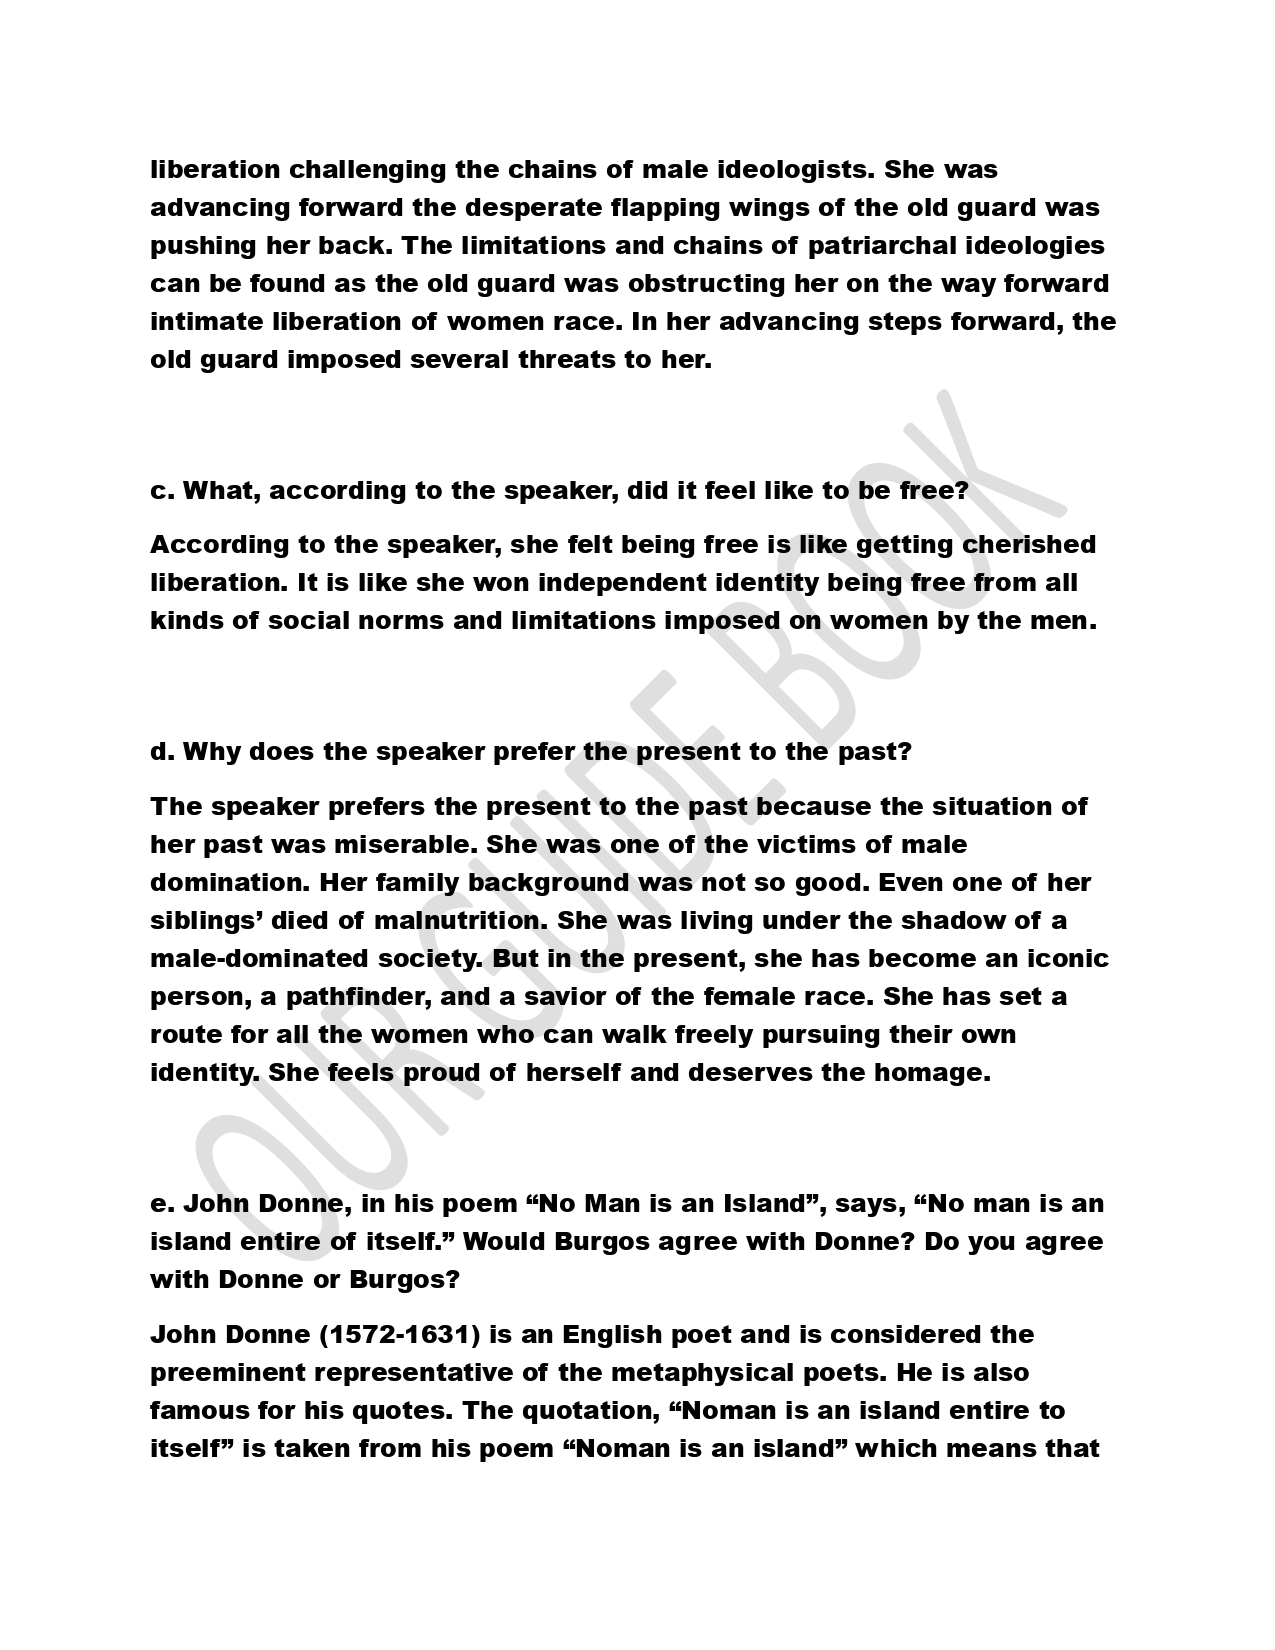 liberation challenging the chains of male ideologists. She was
advancing forward the desperate flapping wings of the old guard was
pushing her back. The limitations and chains of patriarchal ideologies
can be found as the old guard was obstructing her on the way forward
intimate liberation of women race. In her advancing steps forward, the
old guard imposed several threats to her.
c. What, according to the speaker, did it feel like to be free?
According to the speaker, she felt being free is like getting cherished
liberation. It is like she won independent identity being free from all
kinds of social norms and limitations imposed on women by the men.
d. Why does the speaker prefer the present to the past?
The speaker prefers the present to the past because the situation of
her past was miserable. She was one of the victims of male
domination. Her family background was not so good. Even one of her
siblings’ died of malnutrition. She was living under the shadow of a
male-dominated society. But in the present, she has become an iconic
person, a pathfinder, and a savior of the female race. She has set a
route for all the women who can walk freely pursuing their own
identity. She feels proud of herself and deserves the homage.
e. John Donne, in his poem “No Man is an Island”, says, “No man is an
island entire of itself.” Would Burgos agree with Donne? Do you agree
with Donne or Burgos?
John Donne (1572-1631) is an English poet and is considered the
preeminent representative of the metaphysical poets. He is also
famous for his quotes. The quotation, “Noman is an island entire to
itself” is taken from his poem “Noman is an island” which means that
OUR GUIDE BOOK